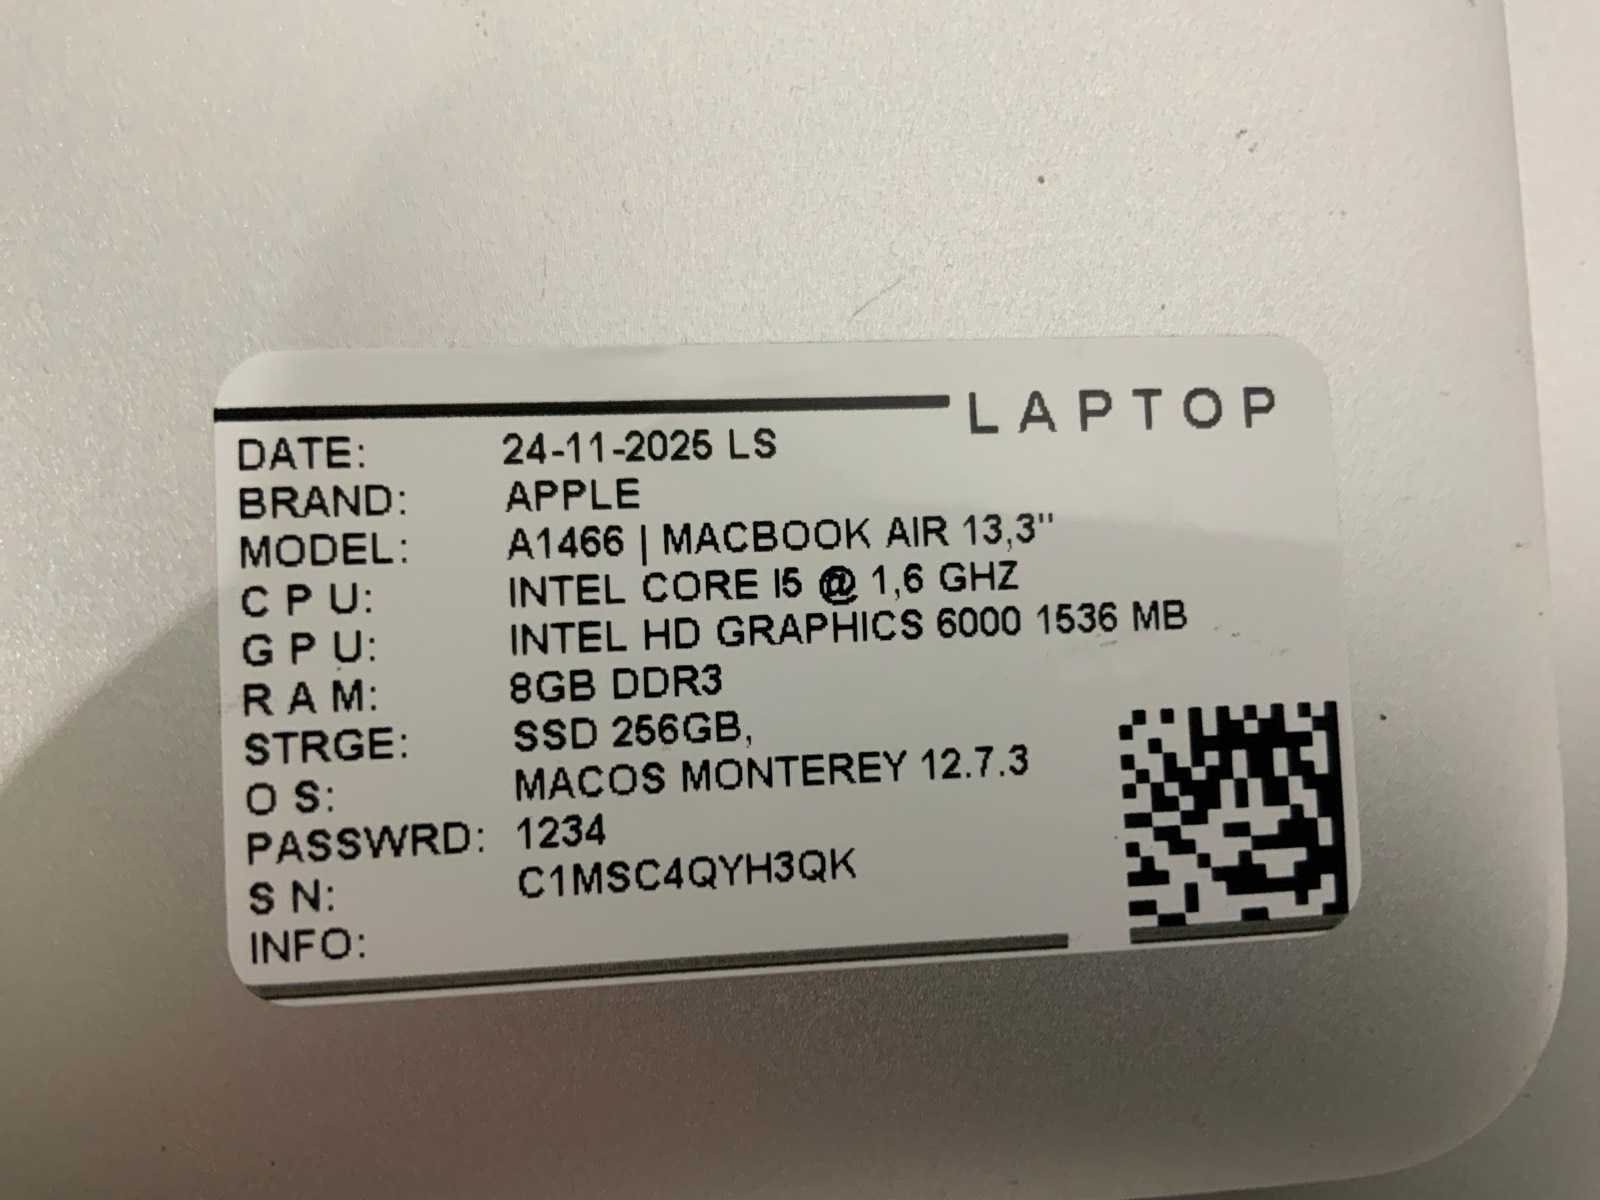 LAPTOP
DATE: 24-11-2025 LS
BRAND: APPLE
MODEL: A1466 | MACBOOK AIR 13,3"
C P U: INTEL CORE I5 @ 1,6 GHZ
G P U: INTEL HD GRAPHICS 6000 1536 MB
R A M: 8GB DDR3
STRGE: SSD 256GB,
O S: MACOS MONTEREY 12.7.3
PASSWRD: 1234
S N: C1MSC4QYH3QK
INFO: